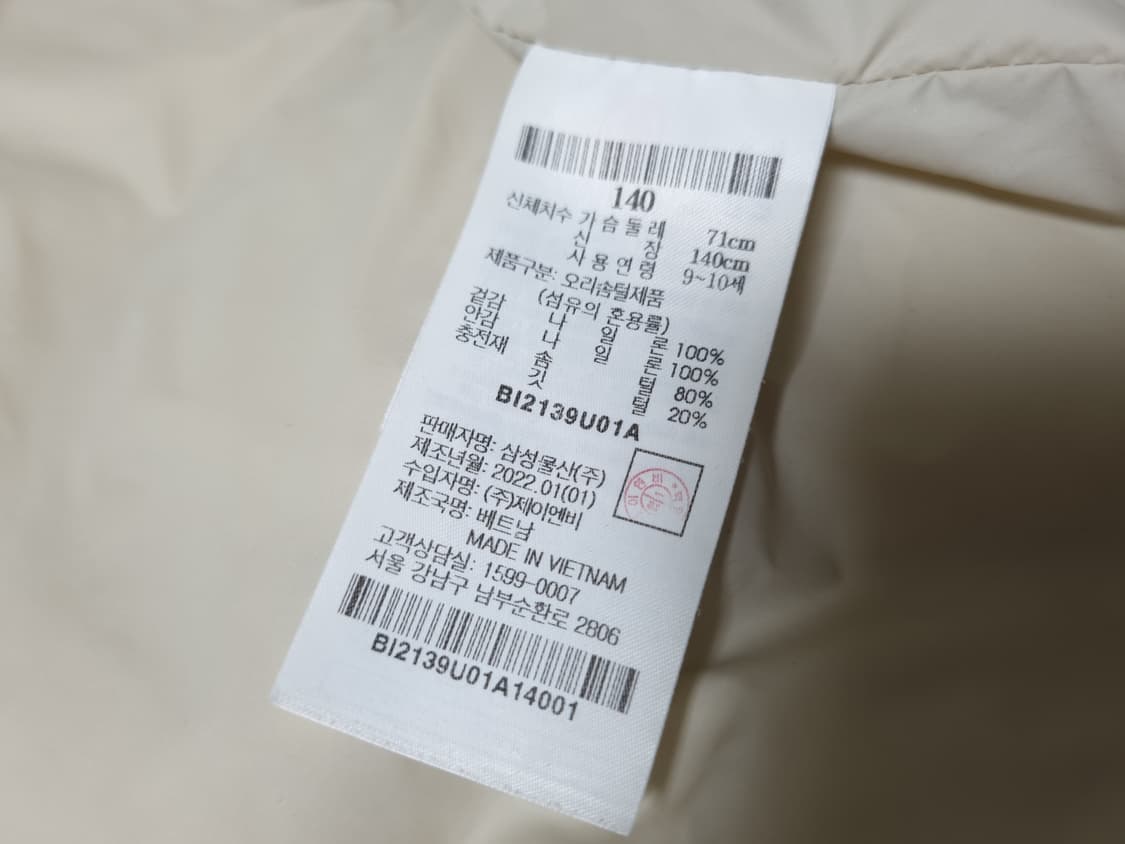 140
신체치수 가슴둘레 71cm
신장 140cm
사용연령 9~10세
제품구분: 오리솜털제품
(섬유의 혼용률)
겉감 나일론 100%
안감 나일론 100%
충전재 솜털 80%
깃털 20%
BI2139U01A
판매자명: 삼성물산(주)
제조년월: 2022.01(01)
수입자명: (주)제이엔비
제조국명: 베트남
MADE IN VIETNAM
고객상담실: 1599-0007
서울 강남구 남부순환로 2806
BI2139U01A14001